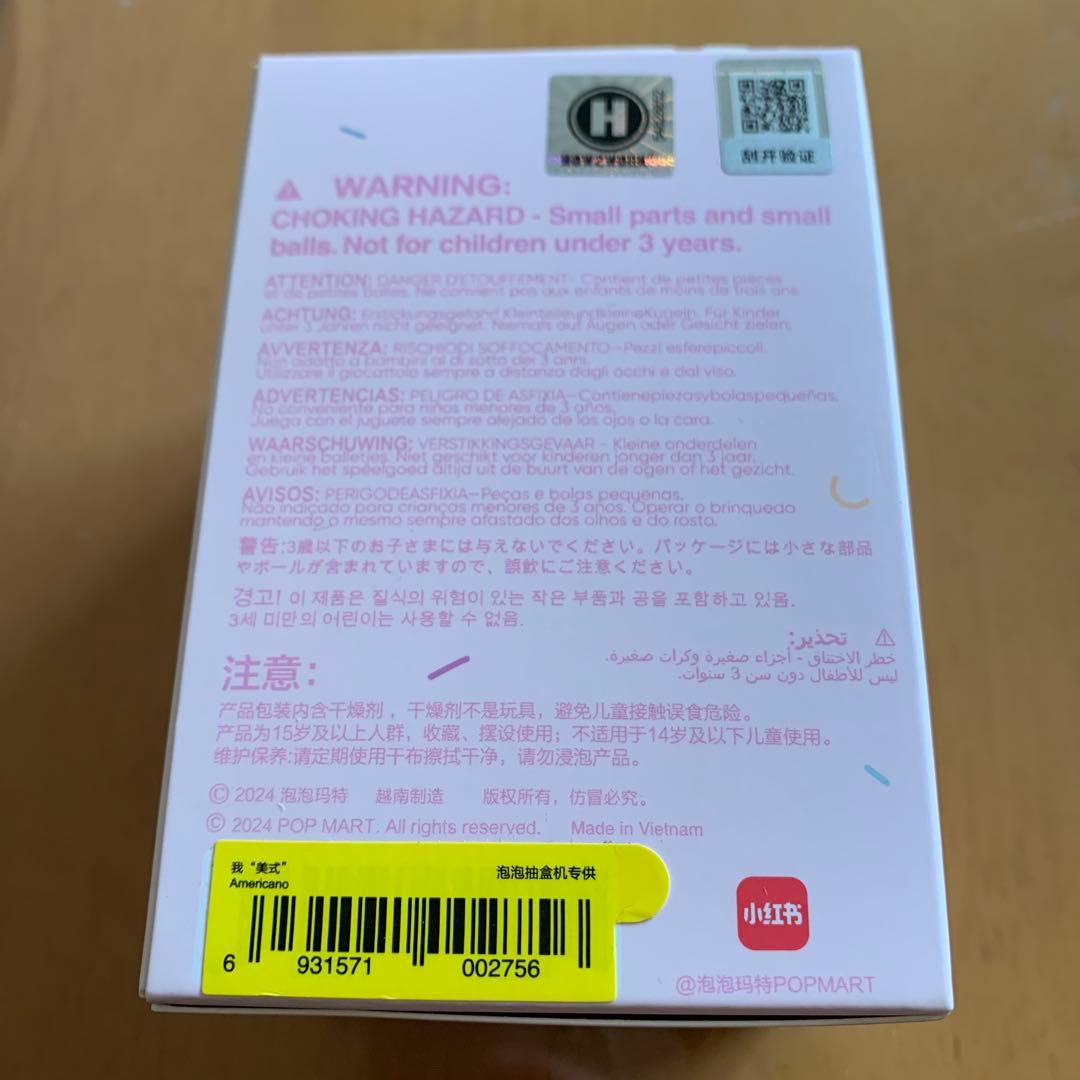 H
刮开验证
WARNING:
CHOKING HAZARD - Small parts and small
balls. Not for children under 3 years.
ATTENTION: DANGER D'ETOUFFEMENT- Contient de petites pièces
et de petites balles. Ne convient pas aux enfants de moins de trois ans.
ACHTUNG: Erstickungsgefahr! KleinteileundkleineKugeln. Für Kinder
unter 3 Jahren nicht geeignet. Niemals auf Augen oder Gesicht zielen.
AVVERTENZA: RISCHIODI SOFFOCAMENTO—Pezzi esferepiccoli.
Non adatto a bambini al di sotto dei 3 anni.
Utilizzare il giocattolo sempre a distanza dagli occhi e dal viso.
ADVERTENCIAS: PELIGRO DE ASFIXIA—Contienepiezasybolaspequeñas.
No conveniente para niños menores de 3 años.
Juega con el juguete siempre alejado de los ojos o la cara.
WAARSCHUWING: VERSTIKKINGSGEVAAR - Kleine onderdelen
en kleine balletjes. Niet geschikt voor kinderen jonger dan 3 jaar.
Gebruik het speelgoed altijd uit de buurt van de ogen of het gezicht.
AVISOS: PERIGODEASFIXIA—Peças e bolas pequenas.
Não indicado para crianças menores de 3 anos. Operar o brinquedo
mantendo o mesmo sempre afastado dos olhos e do rosto.
警告:3歳以下のお子さまには与えないでください。パッケージには小さな部品
やボールが含まれていますので、誤飲にご注意ください。
경고! 이 제품은 질식의 위험이 있는 작은 부품과 공을 포함하고 있음.
3세 미만의 어린이는 사용할 수 없음.
تحذير:
خطر الاختناق - أجزاء صغيرة وكرات صغيرة.
ليس للأطفال دون سن 3 سنوات.
注意:
产品包装内含干燥剂，干燥剂不是玩具，避免儿童接触误食危险。
产品为15岁及以上人群，收藏、摆设使用；不适用于14岁及以下儿童使用。
维护保养:请定期使用干布擦拭干净，请勿浸泡产品。
© 2024 泡泡玛特 越南制造 版权所有，仿冒必究。
© 2024 POP MART. All rights reserved. Made in Vietnam
我“美式” 泡泡抽盒机专供
Americano
6 931571 002756
小红书
@泡泡玛特POPMART